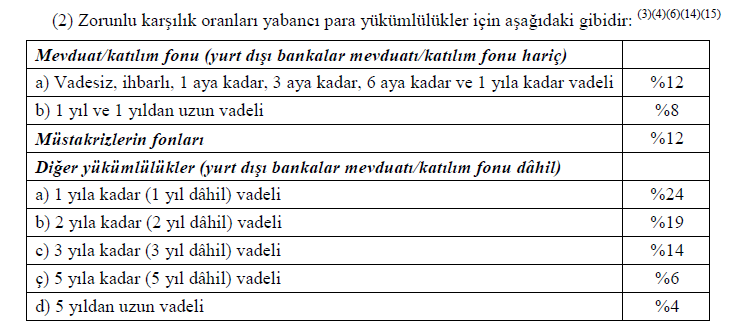 (2) Zorunlu karşılık oranları yabancı para yükümlülükler için aşağıdaki gibidir: (3)(4)(6)(14)(15)
Mevduat/katılım fonu (yurt dışı bankalar mevduatı/katılım fonu hariç)
a) Vadesiz, ihbarlı, 1 aya kadar, 3 aya kadar, 6 aya kadar ve 1 yıla kadar vadeli %12
b) 1 yıl ve 1 yıldan uzun vadeli %8
Müstakrizlerin fonları %12
Diğer yükümlülükler (yurt dışı bankalar mevduatı/katılım fonu dâhil)
a) 1 yıla kadar (1 yıl dâhil) vadeli %24
b) 2 yıla kadar (2 yıl dâhil) vadeli %19
c) 3 yıla kadar (3 yıl dâhil) vadeli %14
ç) 5 yıla kadar (5 yıl dâhil) vadeli %6
d) 5 yıldan uzun vadeli %4